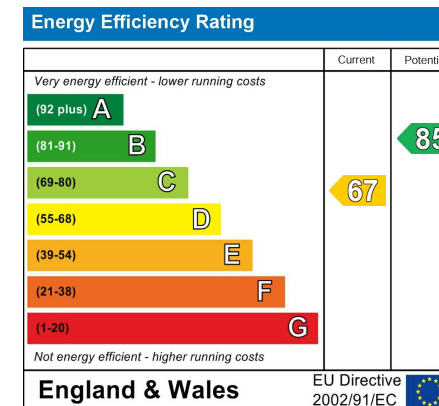 Energy Efficiency Rating
Current Potenti
Very energy efficient - lower running costs
(92 plus) A
(81-91) B
85
(69-80) C
67
(55-68) D
(39-54) E
(21-38) F
(1-20) G
Not energy efficient - higher running costs
England & Wales
EU Directive
2002/91/EC